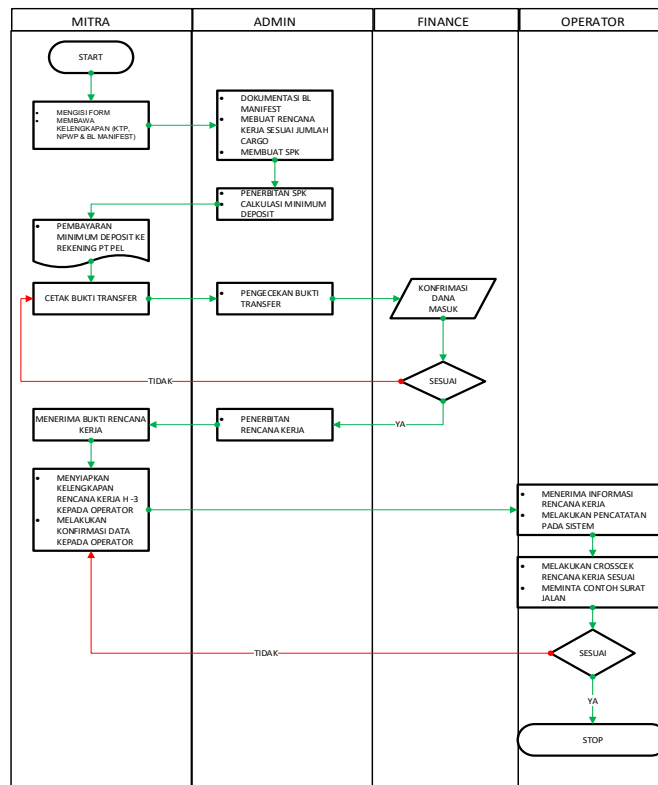 MITRA
ADMIN
FINANCE
OPERATOR
START
MENGISI FORM
MEMBAWA
KELENGKAPAN (KTP,
NPWP & BL MANIFEST)
DOKUMENTASI BL
MANIFEST
MEBUAT RENCANA
KERJA SESUAI JUMLAH
CARGO
MEMBUAT SPK
PENERBITAN SPK
CALKULASI MINIMUM
DEPOSIT
PEMBAYARAN
MINIMUM DEPOSIT KE
REKENING PT PEL
CETAK BUKTI TRANSFER
PENGECEKAN BUKTI
TRANSFER
KONFRIMASI
DANA
MASUK
TIDAK
SESUAI
YA
MENERIMA BUKTI RENCANA
KERJA
PENERBITAN
RENCANA KERJA
MENYIAPKAN
KELENGKAPAN
RENCANA KERJA H -3
KEPADA OPERATOR
MELAKUKAN
KONFIRMASI DATA
KEPADA OPERATOR
MENERIMA INFORMASI
RENCANA KERJA
MELAKUKAN PENCATATAN
PADA SISTEM
MELAKUKAN CROSSCEK
RENCANA KERJA SESUAI
MEMINTA CONTOH SURAT
JALAN
TIDAK
SESUAI
YA
STOP